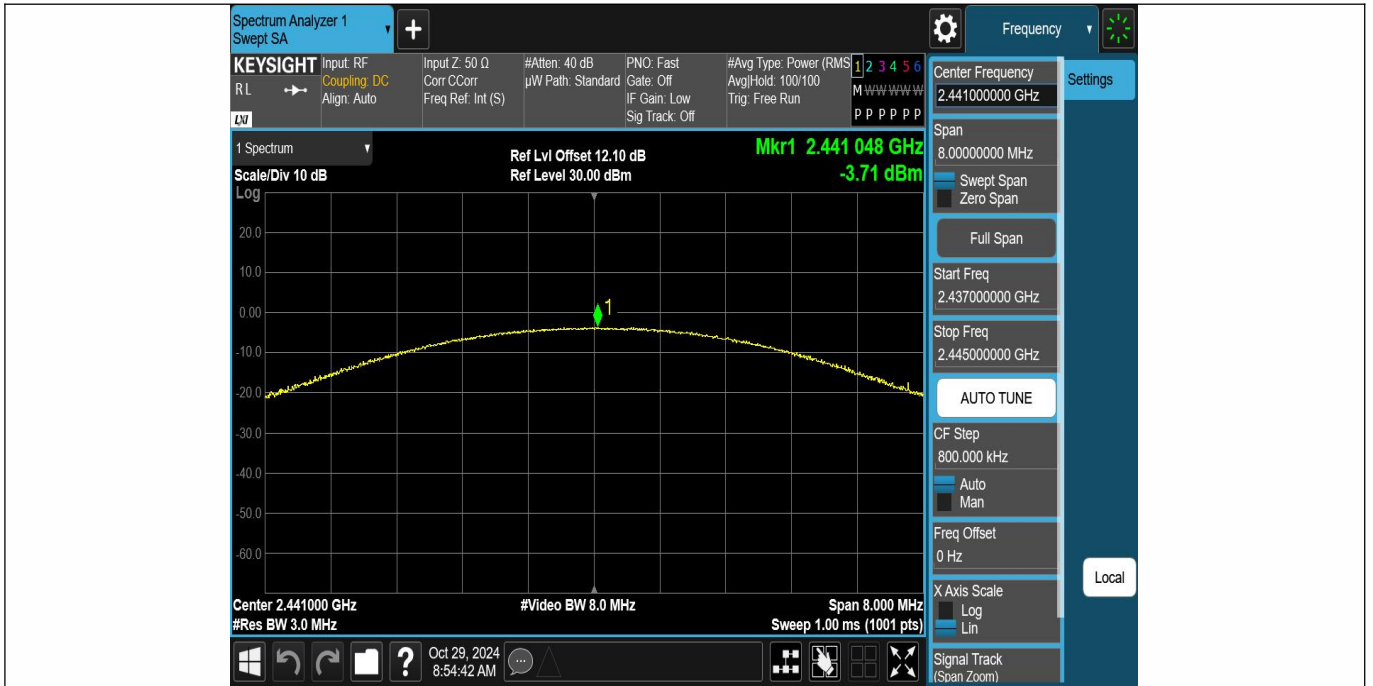 Spectrum Analyzer 1
Swept SA
+
Frequency
KEYSIGHT
RL
LXI
Input: RF
Coupling: DC
Align: Auto
Input Z: 50 Ω
Corr CCorr
Freq Ref: Int (S)
#Atten: 40 dB
µW Path: Standard
PNO: Fast
Gate: Off
IF Gain: Low
Sig Track: Off
#Avg Type: Power (RMS
Avg|Hold: 100/100
Trig: Free Run
1 2 3 4 5 6
M W W W W W
P P P P P P
1 Spectrum
Scale/Div 10 dB
Ref Lvl Offset 12.10 dB
Ref Level 30.00 dBm
Mkr1 2.441 048 GHz
-3.71 dBm
Log
20.0
10.0
0.00
-10.0
-20.0
-30.0
-40.0
-50.0
-60.0
1
Center 2.441000 GHz
#Res BW 3.0 MHz
#Video BW 8.0 MHz
Span 8.000 MHz
Sweep 1.00 ms (1001 pts)
?
Oct 29, 2024
8:54:42 AM
Center Frequency
2.441000000 GHz
Settings
Span
8.00000000 MHz
Swept Span
Zero Span
Full Span
Start Freq
2.437000000 GHz
Stop Freq
2.445000000 GHz
AUTO TUNE
CF Step
800.000 kHz
Auto
Man
Freq Offset
0 Hz
Local
X Axis Scale
Log
Lin
Signal Track
(Span Zoom)